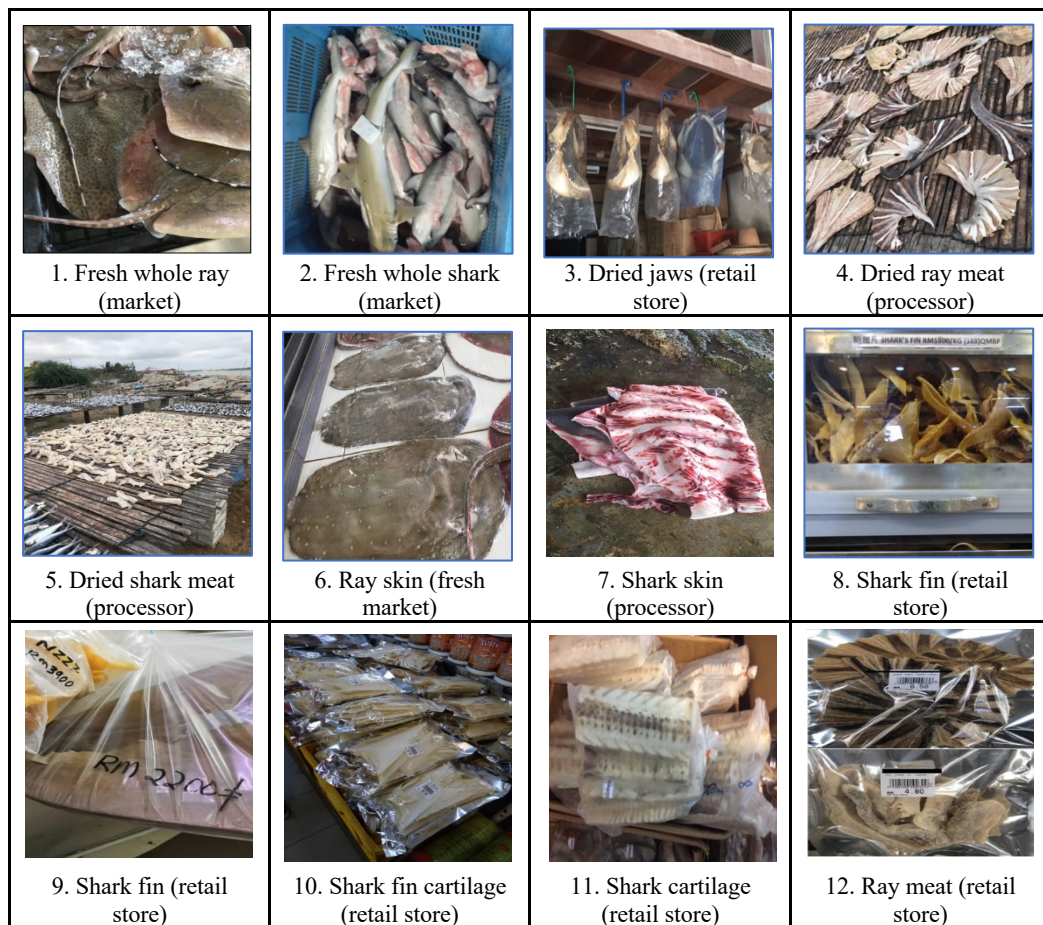 1. Fresh whole ray
(market)
2. Fresh whole shark
(market)
3. Dried jaws (retail
store)
4. Dried ray meat
(processor)
5. Dried shark meat
(processor)
6. Ray skin (fresh
market)
7. Shark skin
(processor)
SHARK'S FIN RM1800/KG
8. Shark fin (retail
store)
NZZZ
RM3900
RM2200
9. Shark fin (retail
store)
10. Shark fin cartilage
(retail store)
11. Shark cartilage
(retail store)
4.80
12. Ray meat (retail
store)